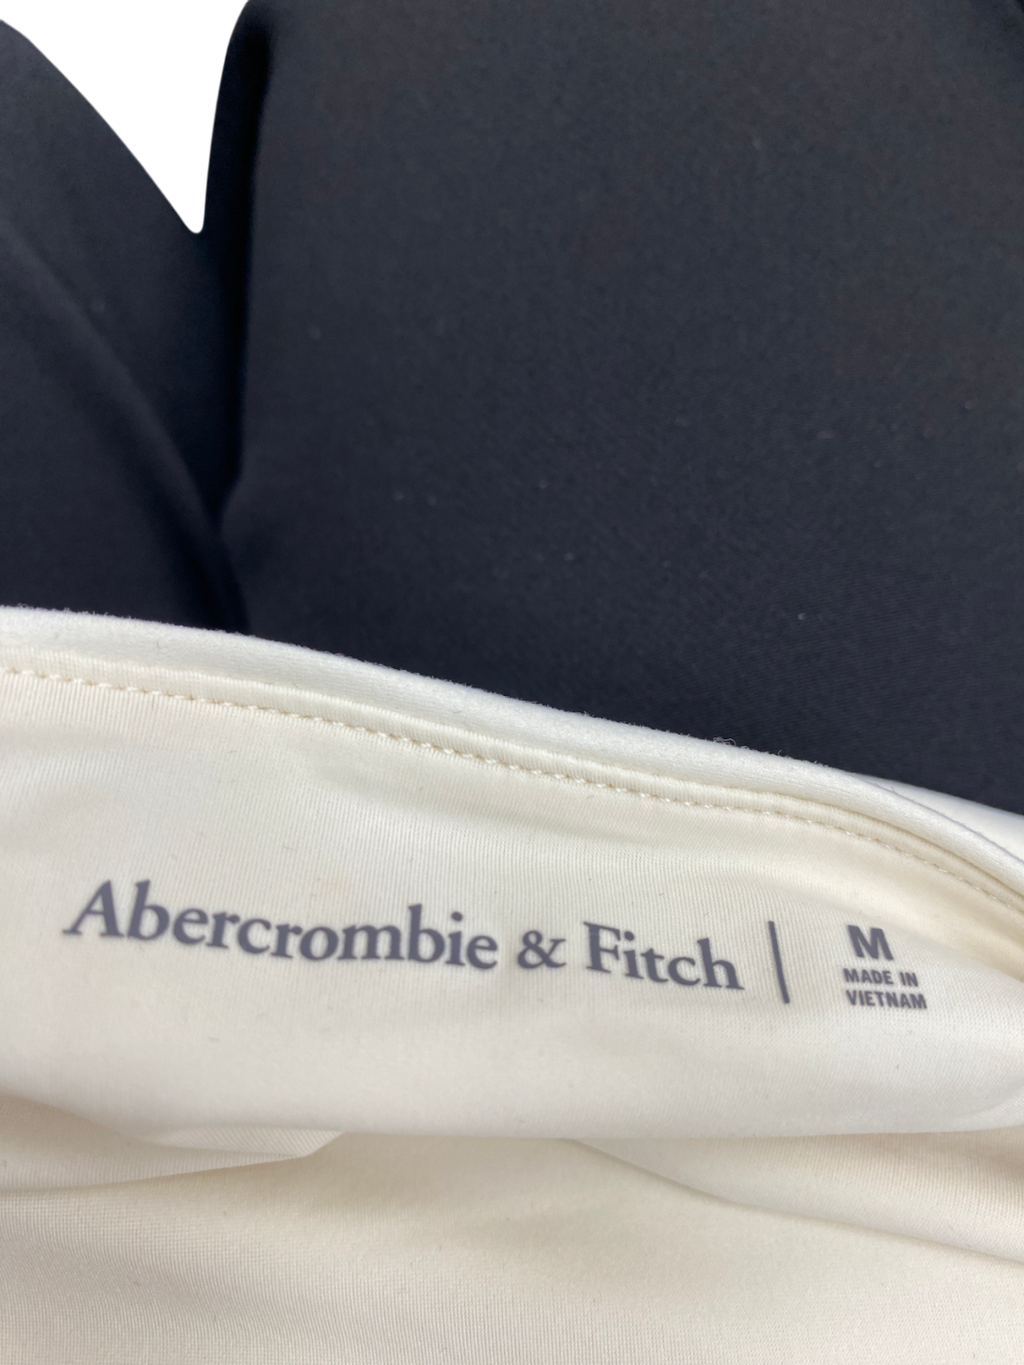 Abercrombie & Fitch | M
MADE IN
VIETNAM